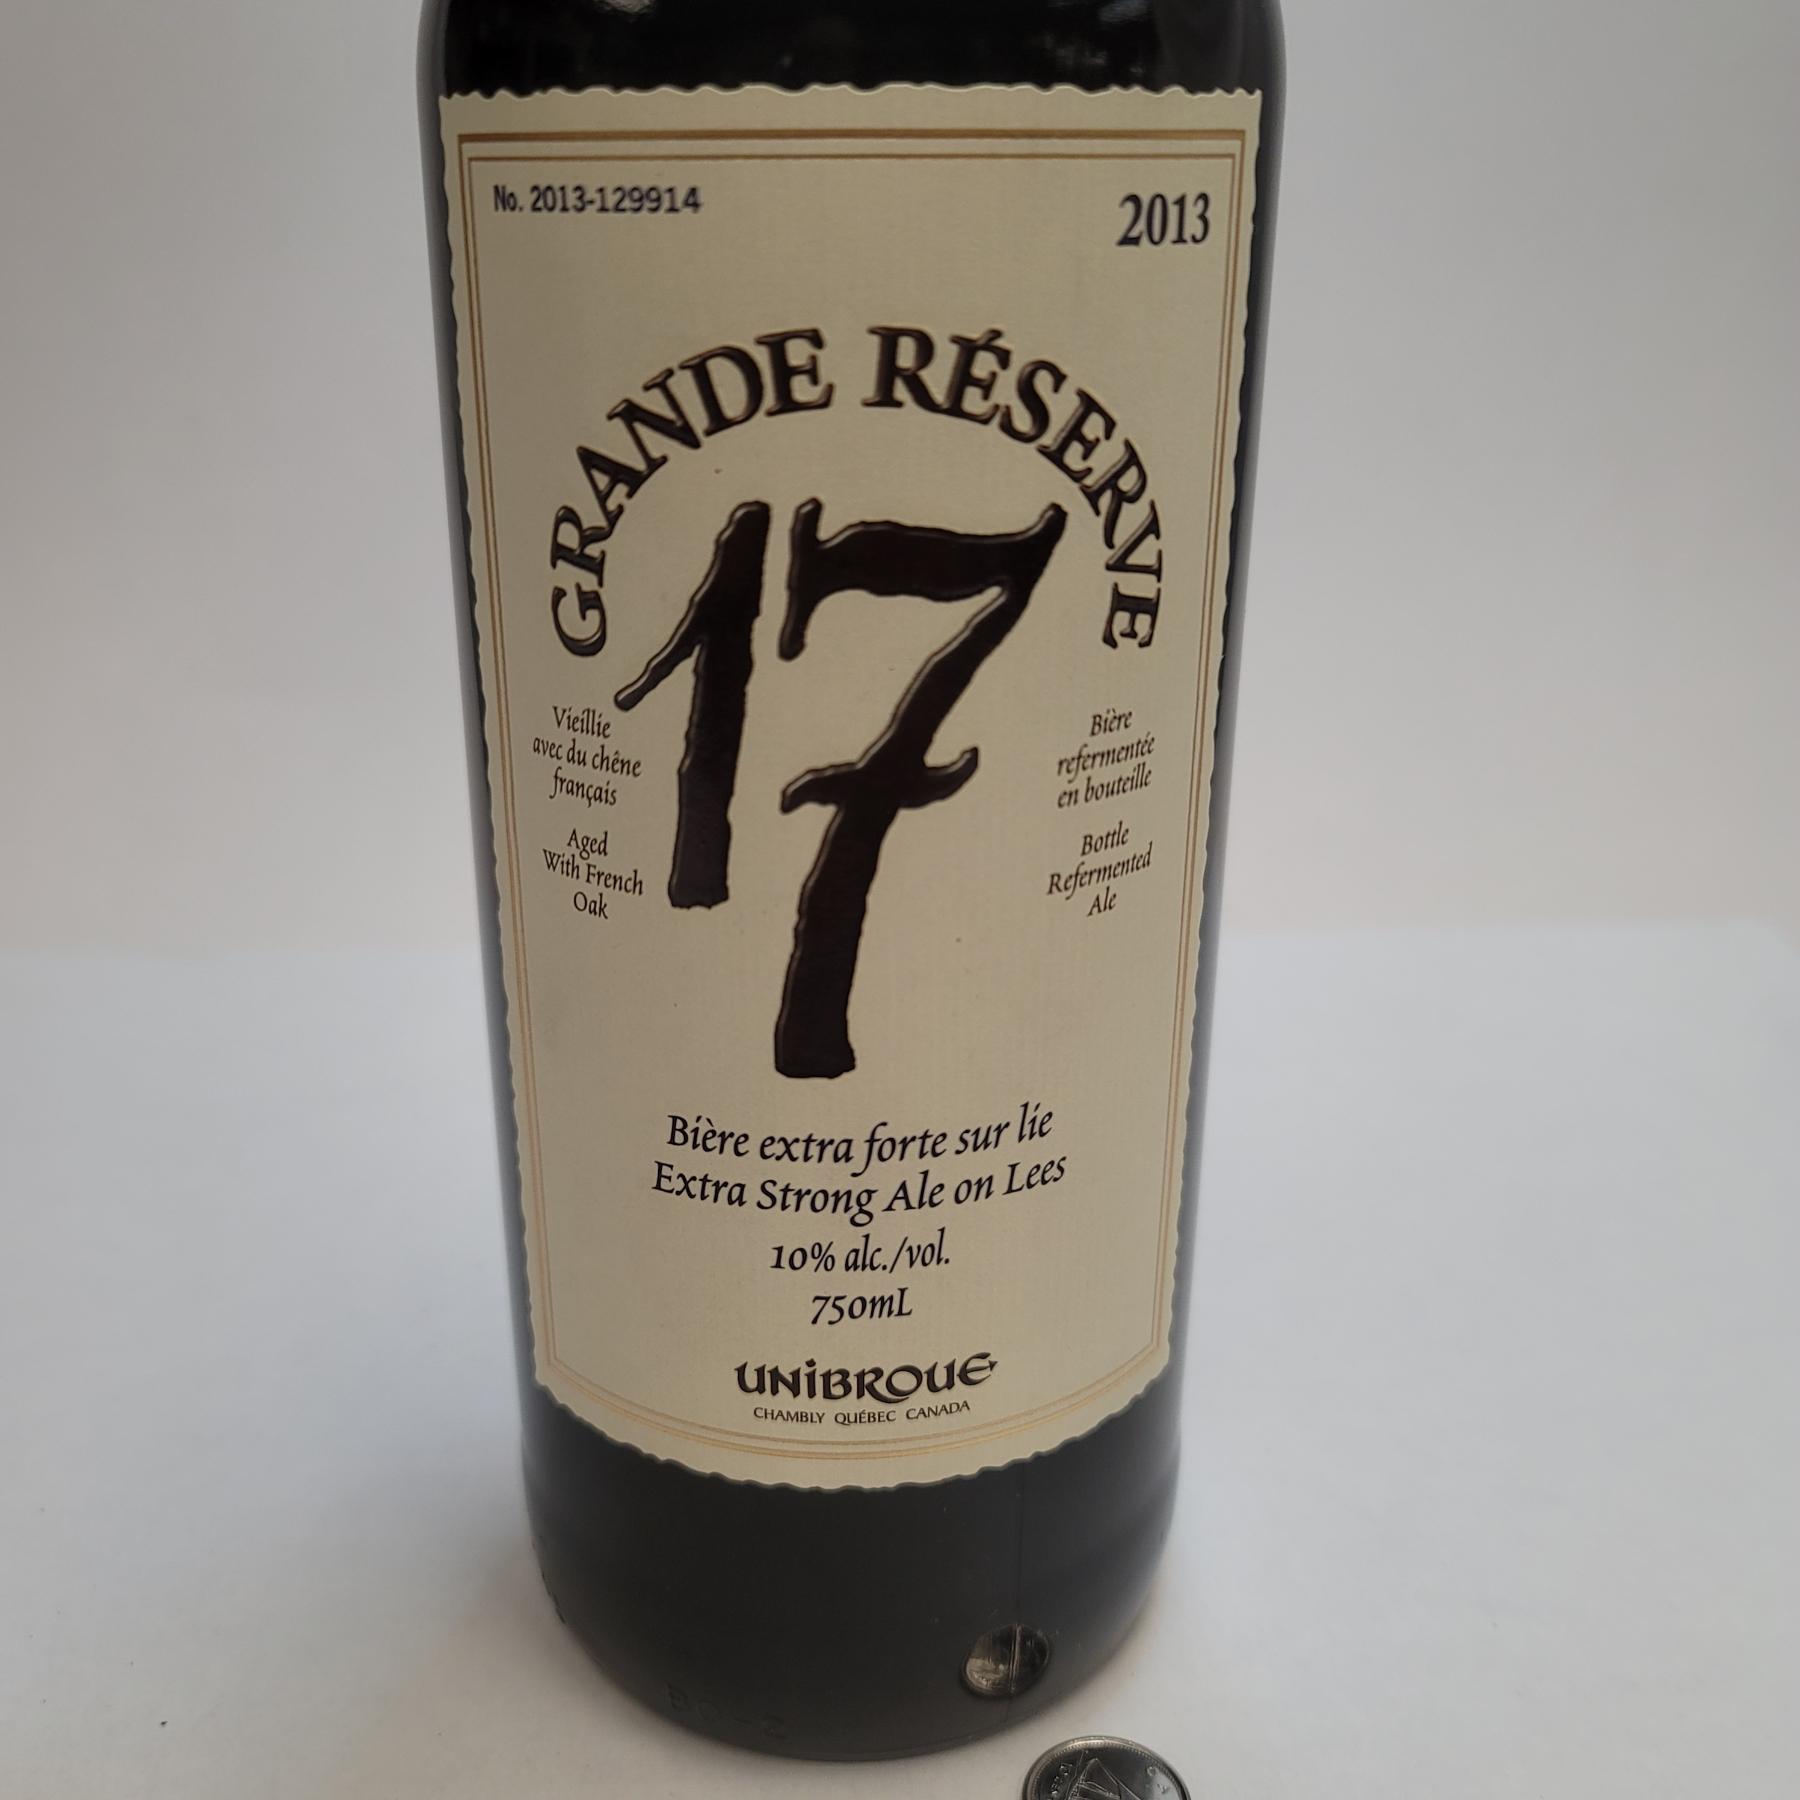 No. 2013-129914
2013
GRANDE RÉSERVE
17
Vieillie
avec du chêne
français
Aged
With French
Oak
Bière
refermentée
en bouteille
Bottle
Refermented
Ale
Bière extra forte sur lie
Extra Strong Ale on Lees
10% alc./vol.
750mL
UNIBROUE
CHAMBLY QUÉBEC CANADA